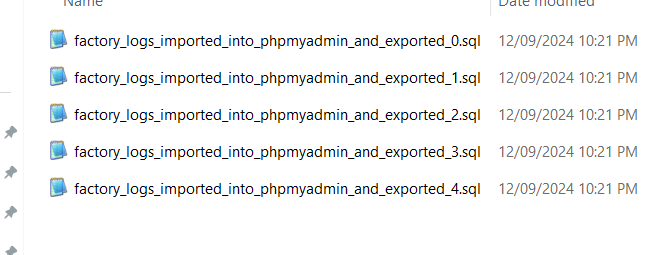 Name Date modified
factory_logs_imported_into_phpmyadmin_and_exported_0.sql 12/09/2024 10:21 PM
factory_logs_imported_into_phpmyadmin_and_exported_1.sql 12/09/2024 10:21 PM
factory_logs_imported_into_phpmyadmin_and_exported_2.sql 12/09/2024 10:21 PM
factory_logs_imported_into_phpmyadmin_and_exported_3.sql 12/09/2024 10:21 PM
factory_logs_imported_into_phpmyadmin_and_exported_4.sql 12/09/2024 10:21 PM